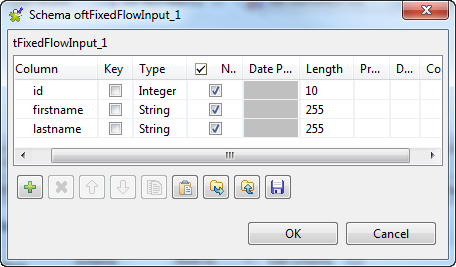 Schema oftFixedFlowInput_1
tFixedFlowInput_1
Column Key Type N.. Date P... Length Pr... D... Co
id Integer 10
firstname String 255
lastname String 255
OK Cancel